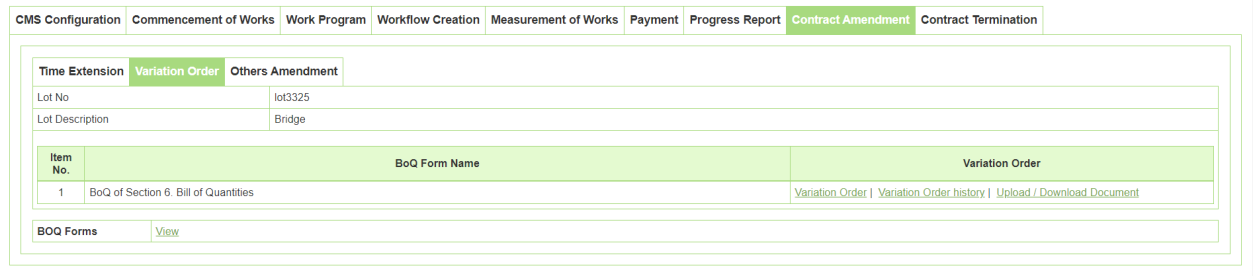 CMS Configuration Commencement of Works Work Program Workflow Creation Measurement of Works Payment Progress Report Contract Amendment Contract Termination
Time Extension Variation Order Others Amendment
Lot No lot3325
Lot Description Bridge
Item No. BoQ Form Name Variation Order
1 BoQ of Section 6. Bill of Quantities Variation Order | Variation Order history | Upload / Download Document
BOQ Forms View